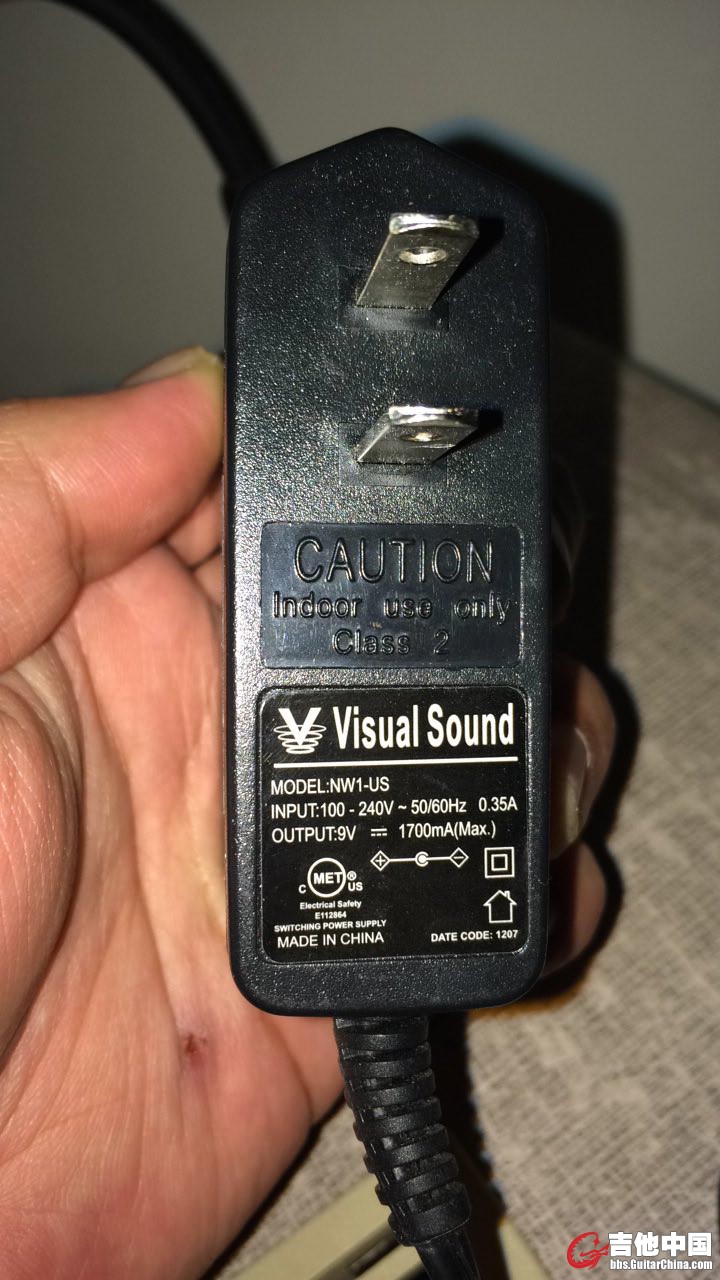 CAUTION
Indoor use only
Class 2
Visual Sound
MODEL:NW1-US
INPUT:100 - 240V ~ 50/60Hz 0.35A
OUTPUT:9V ⎓ 1700mA(Max.)
C MET ® US
Electrical Safety
E112864
SWITCHING POWER SUPPLY
MADE IN CHINA
DATE CODE: 1207
吉他中国
bbs.GuitarChina.com